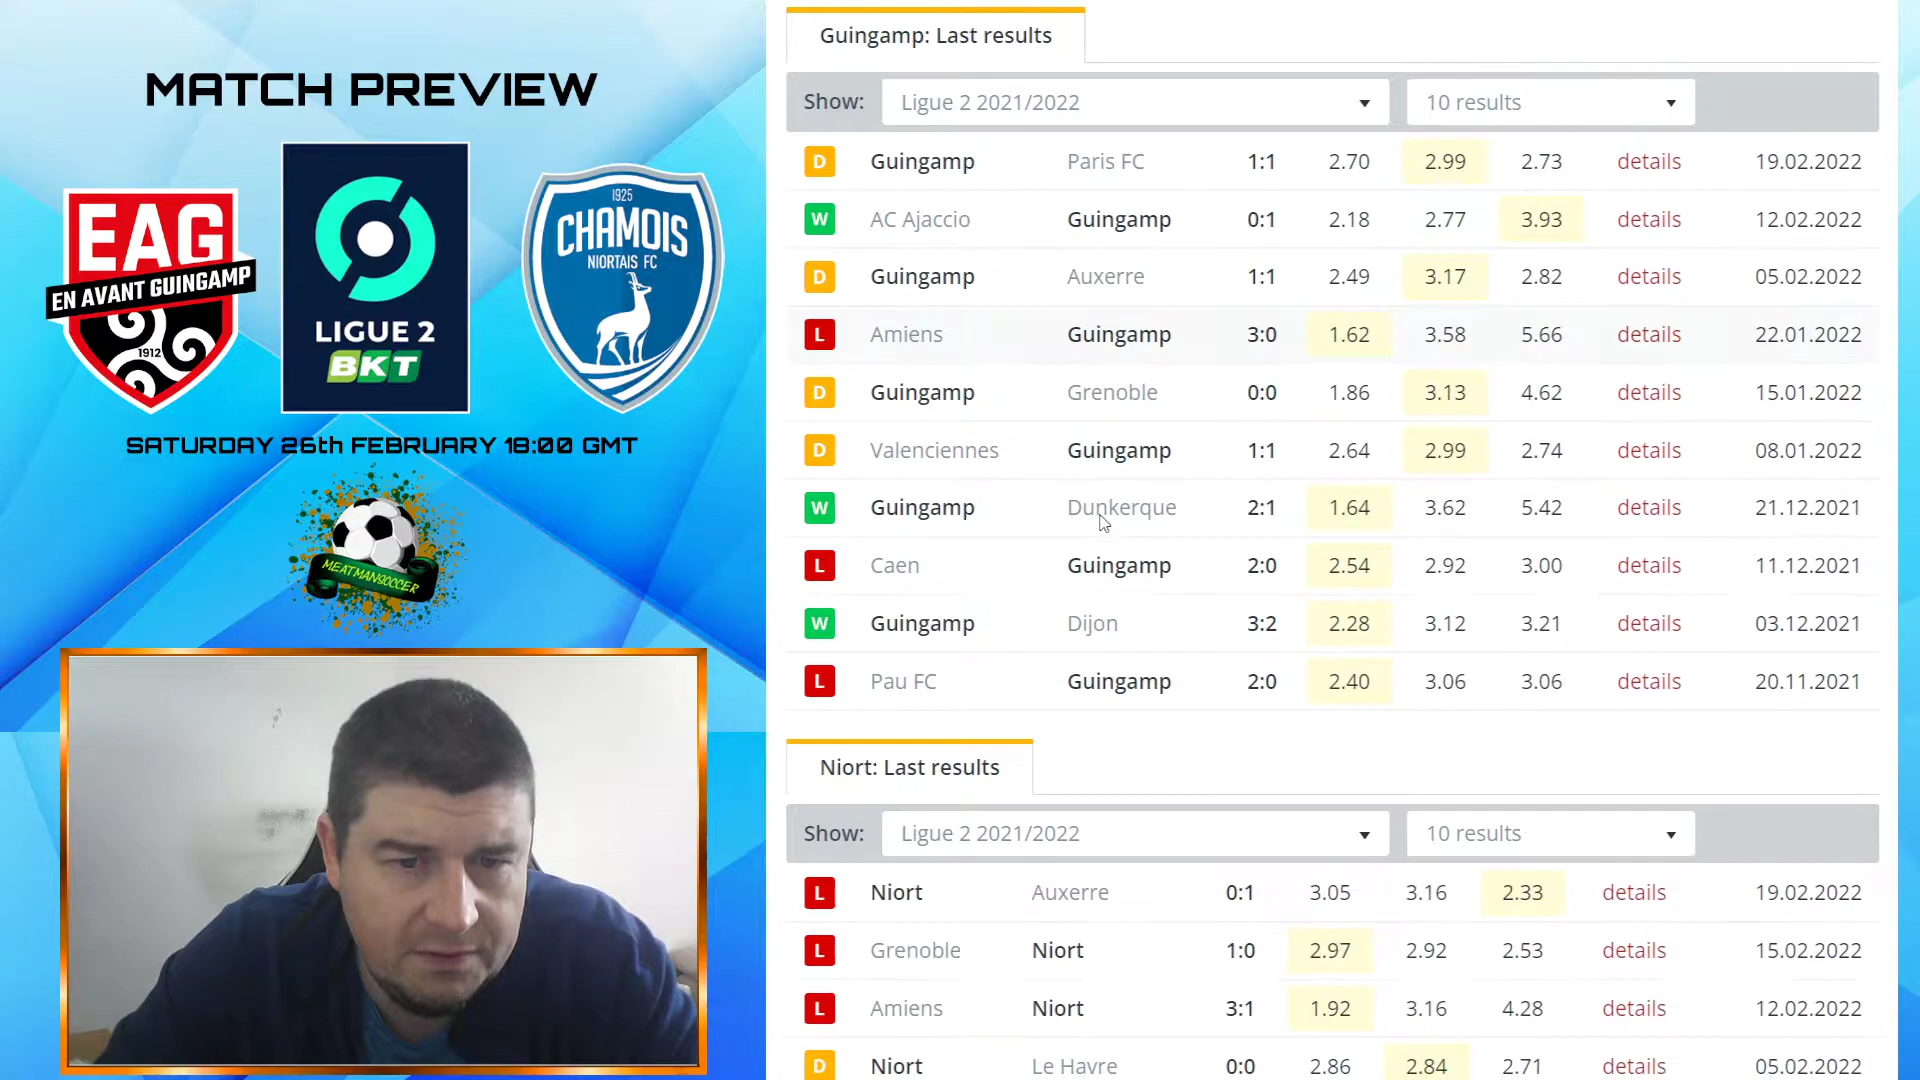 MATCH PREVIEW
EAG
EN AVANT GUINGAMP
1912
LIGUE 2
BKT
1925
CHAMOIS
NIORTAIS FC
SATURDAY 26th FEBRUARY 18:00 GMT
MEATMANSOCCER
Guingamp: Last results
Show: Ligue 2 2021/2022 10 results
D Guingamp Paris FC 1:1 2.70 2.99 2.73 details 19.02.2022
W AC Ajaccio Guingamp 0:1 2.18 2.77 3.93 details 12.02.2022
D Guingamp Auxerre 1:1 2.49 3.17 2.82 details 05.02.2022
L Amiens Guingamp 3:0 1.62 3.58 5.66 details 22.01.2022
D Guingamp Grenoble 0:0 1.86 3.13 4.62 details 15.01.2022
D Valenciennes Guingamp 1:1 2.64 2.99 2.74 details 08.01.2022
W Guingamp Dunkerque 2:1 1.64 3.62 5.42 details 21.12.2021
L Caen Guingamp 2:0 2.54 2.92 3.00 details 11.12.2021
W Guingamp Dijon 3:2 2.28 3.12 3.21 details 03.12.2021
L Pau FC Guingamp 2:0 2.40 3.06 3.06 details 20.11.2021
Niort: Last results
Show: Ligue 2 2021/2022 10 results
L Niort Auxerre 0:1 3.05 3.16 2.33 details 19.02.2022
L Grenoble Niort 1:0 2.97 2.92 2.53 details 15.02.2022
L Amiens Niort 3:1 1.92 3.16 4.28 details 12.02.2022
D Niort Le Havre 0:0 2.86 2.84 2.71 details 05.02.2022